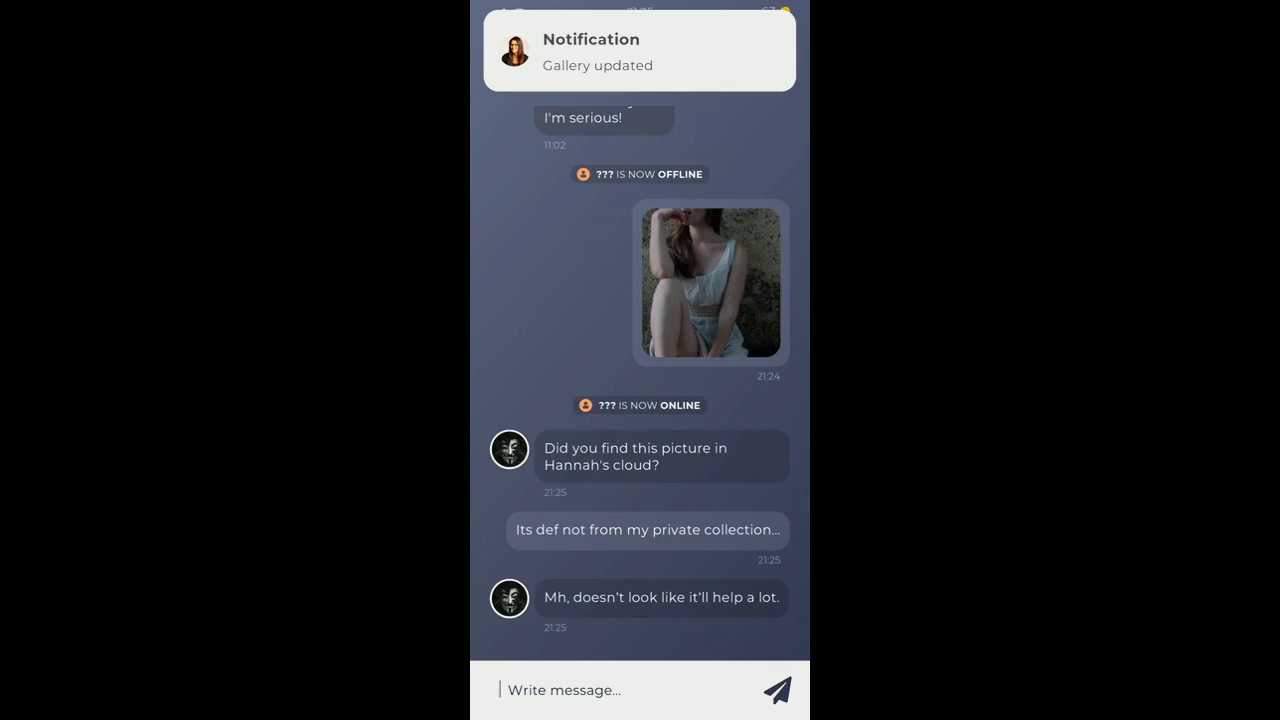 Notification
Gallery updated
I'm serious!
11:02
??? IS NOW OFFLINE
21:24
??? IS NOW ONLINE
Did you find this picture in
Hannah's cloud?
21:25
Its def not from my private collection...
21:25
Mh, doesn't look like it'll help a lot.
21:25
Write message...